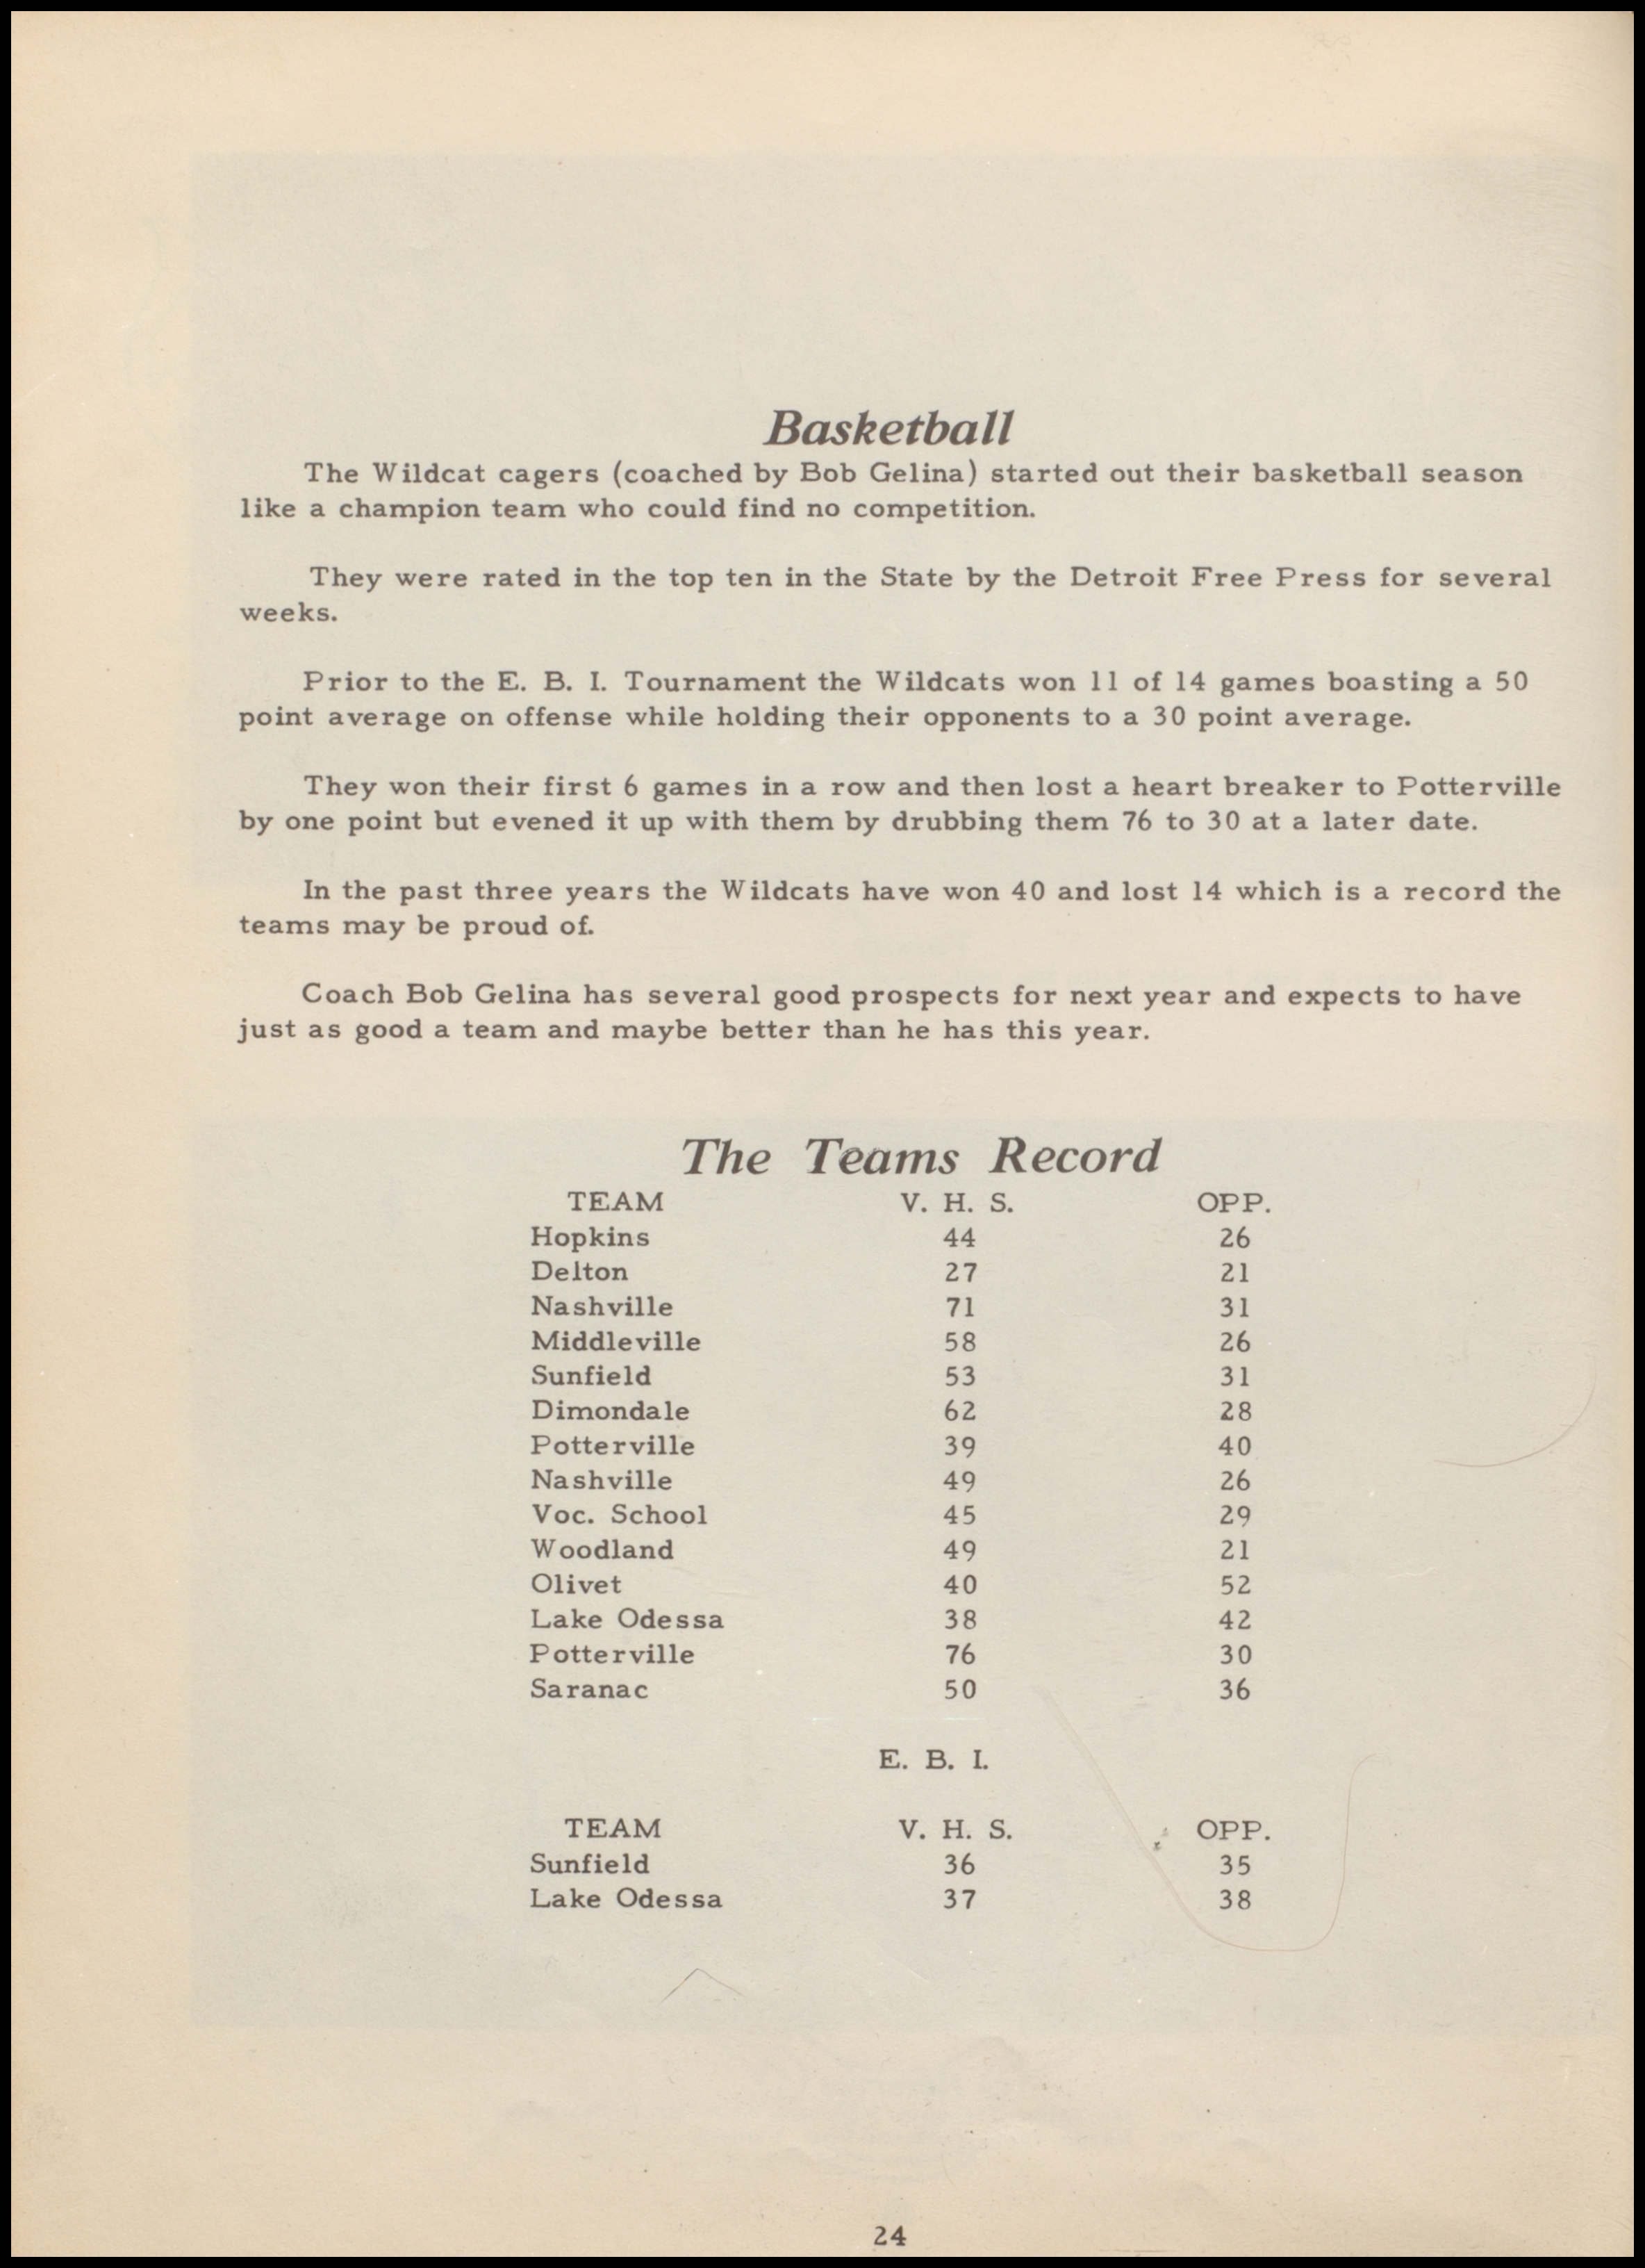 Basketball
The Wildcat cagers (coached by Bob Gelina) started out their basketball season
like a champion team who could find no competition.
They were rated in the top ten in the State by the Detroit Free Press for several
weeks.
Prior to the E. B. I. Tournament the Wildcats won 11 of 14 games boasting a 50
point average on offense while holding their opponents to a 30 point average.
They won their first 6 games in a row and then lost a heart breaker to Potterville
by one point but evened it up with them by drubbing them 76 to 30 at a later date.
In the past three years the Wildcats have won 40 and lost 14 which is a record the
teams may be proud of.
Coach Bob Gelina has several good prospects for next year and expects to have
just as good a team and maybe better than he has this year.
The Teams Record
TEAM V. H. S. OPP.
Hopkins 44 26
Delton 27 21
Nashville 71 31
Middleville 58 26
Sunfield 53 31
Dimondale 62 28
Potterville 39 40
Nashville 49 26
Voc. School 45 29
Woodland 49 21
Olivet 40 52
Lake Odessa 38 42
Potterville 76 30
Saranac 50 36
E. B. I.
TEAM V. H. S. OPP.
Sunfield 36 35
Lake Odessa 37 38
24